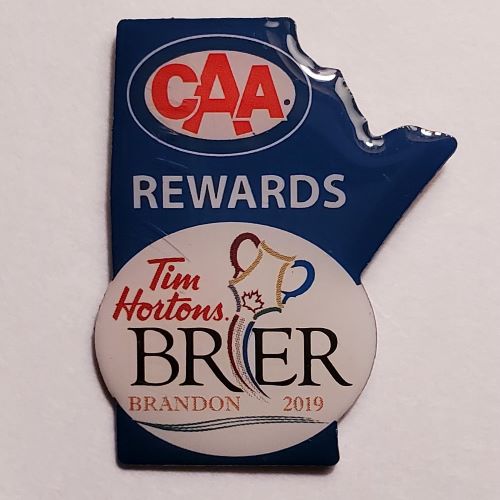 CAA
REWARDS
Tim
Hortons.
BRIER
BRANDON 2019